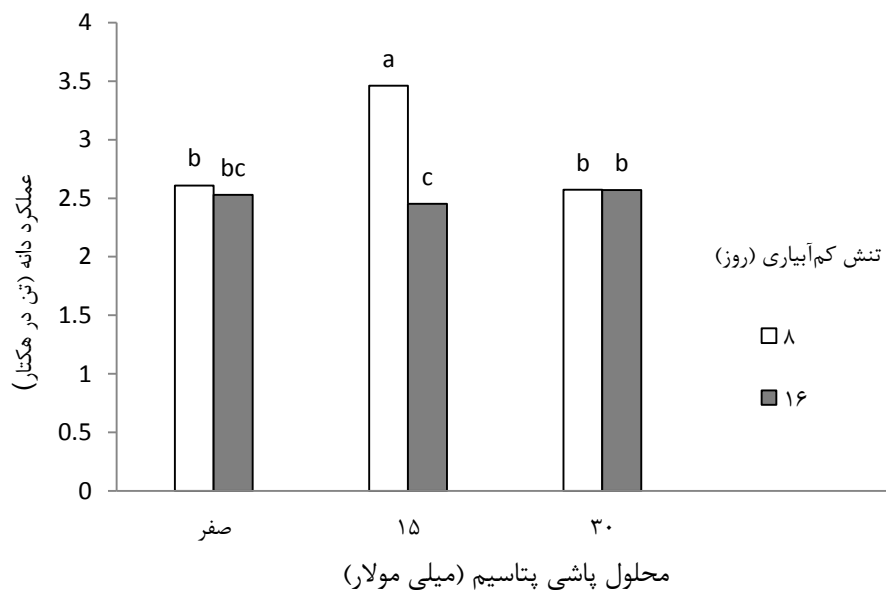 4
3.5
3
2.5
2
1.5
1
0.5
0
عملکرد دانه (تن در هکتار)
b
bc
a
c
b
b
صفر
۱۵
۳۰
محلول پاشی پتاسیم (میلی مولار)
تنش کم‌آبیاری (روز)
۸
۱۶